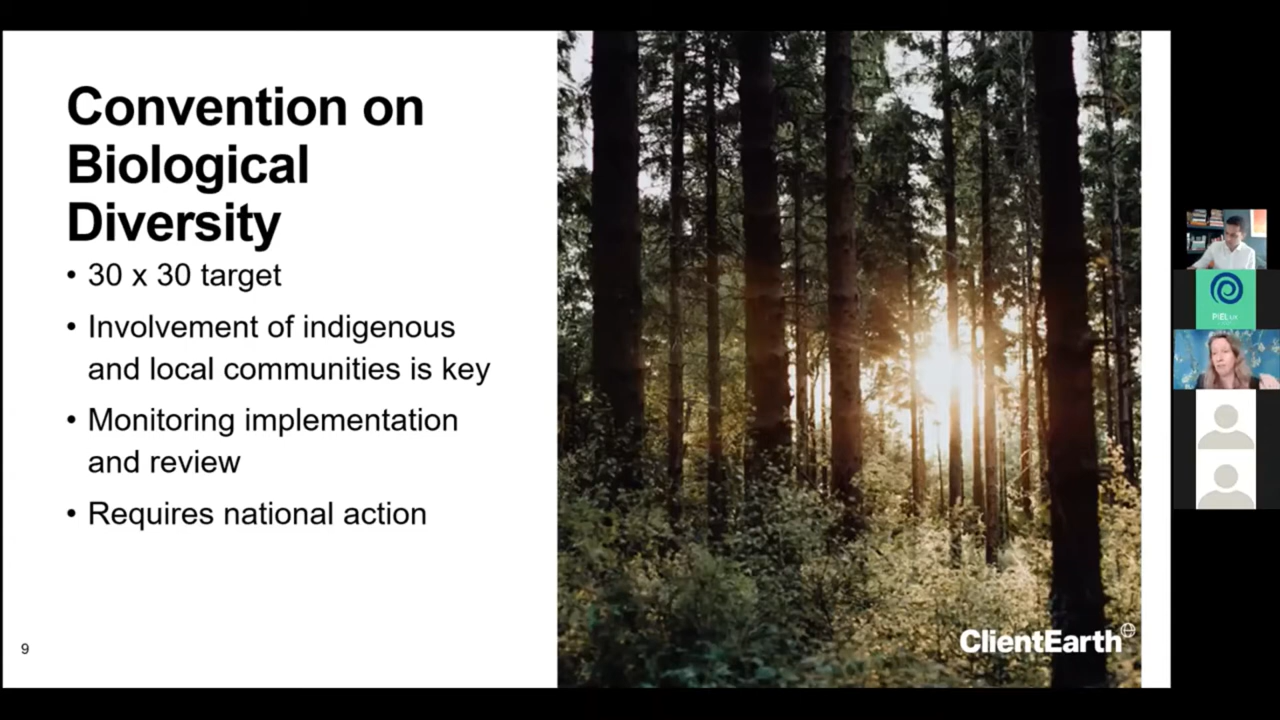 Convention on
Biological
Diversity
• 30 x 30 target
• Involvement of indigenous
and local communities is key
• Monitoring implementation
and review
• Requires national action
9
ClientEarth
PIEL UK